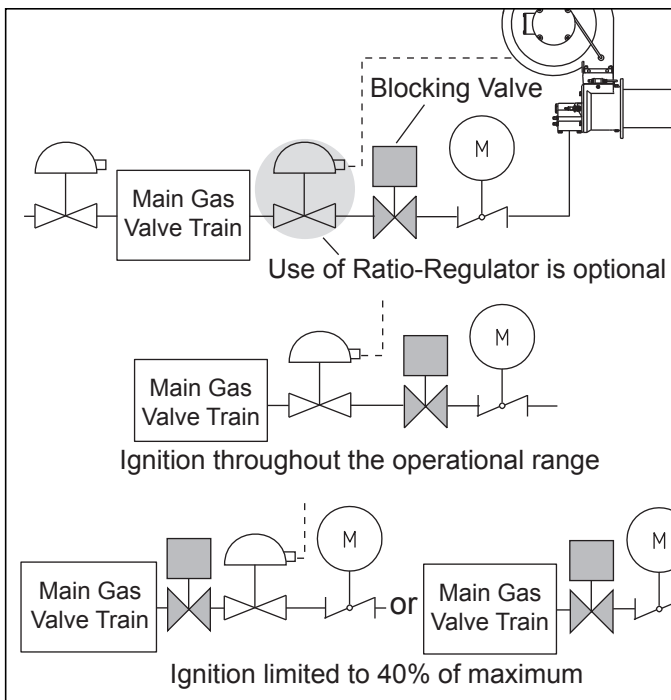 Blocking Valve
M
Main Gas
Valve Train
Use of Ratio-Regulator is optional
M
Main Gas
Valve Train
Ignition throughout the operational range
M
M
Main Gas
Valve Train
or
Main Gas
Valve Train
Ignition limited to 40% of maximum